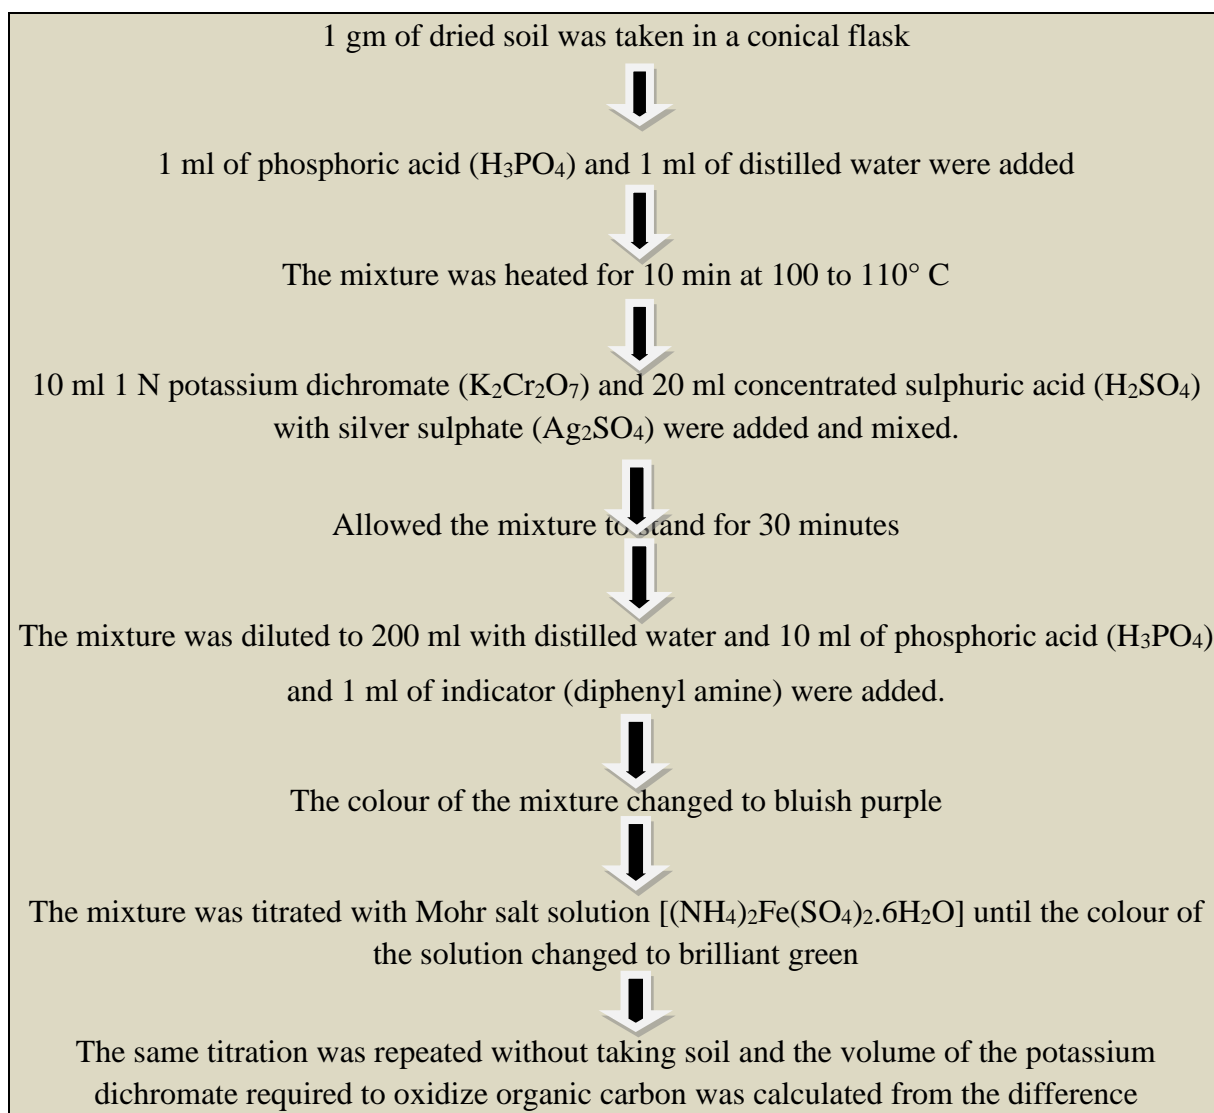 1 gm of dried soil was taken in a conical flask
1 ml of phosphoric acid (H₃PO₄) and 1 ml of distilled water were added
The mixture was heated for 10 min at 100 to 110° C
10 ml 1 N potassium dichromate (K₂Cr₂O₇) and 20 ml concentrated sulphuric acid (H₂SO₄)
with silver sulphate (Ag₂SO₄) were added and mixed.
Allowed the mixture to stand for 30 minutes
The mixture was diluted to 200 ml with distilled water and 10 ml of phosphoric acid (H₃PO₄)
and 1 ml of indicator (diphenyl amine) were added.
The colour of the mixture changed to bluish purple
The mixture was titrated with Mohr salt solution [(NH₄)₂Fe(SO₄)₂.6H₂O] until the colour of
the solution changed to brilliant green
The same titration was repeated without taking soil and the volume of the potassium
dichromate required to oxidize organic carbon was calculated from the difference